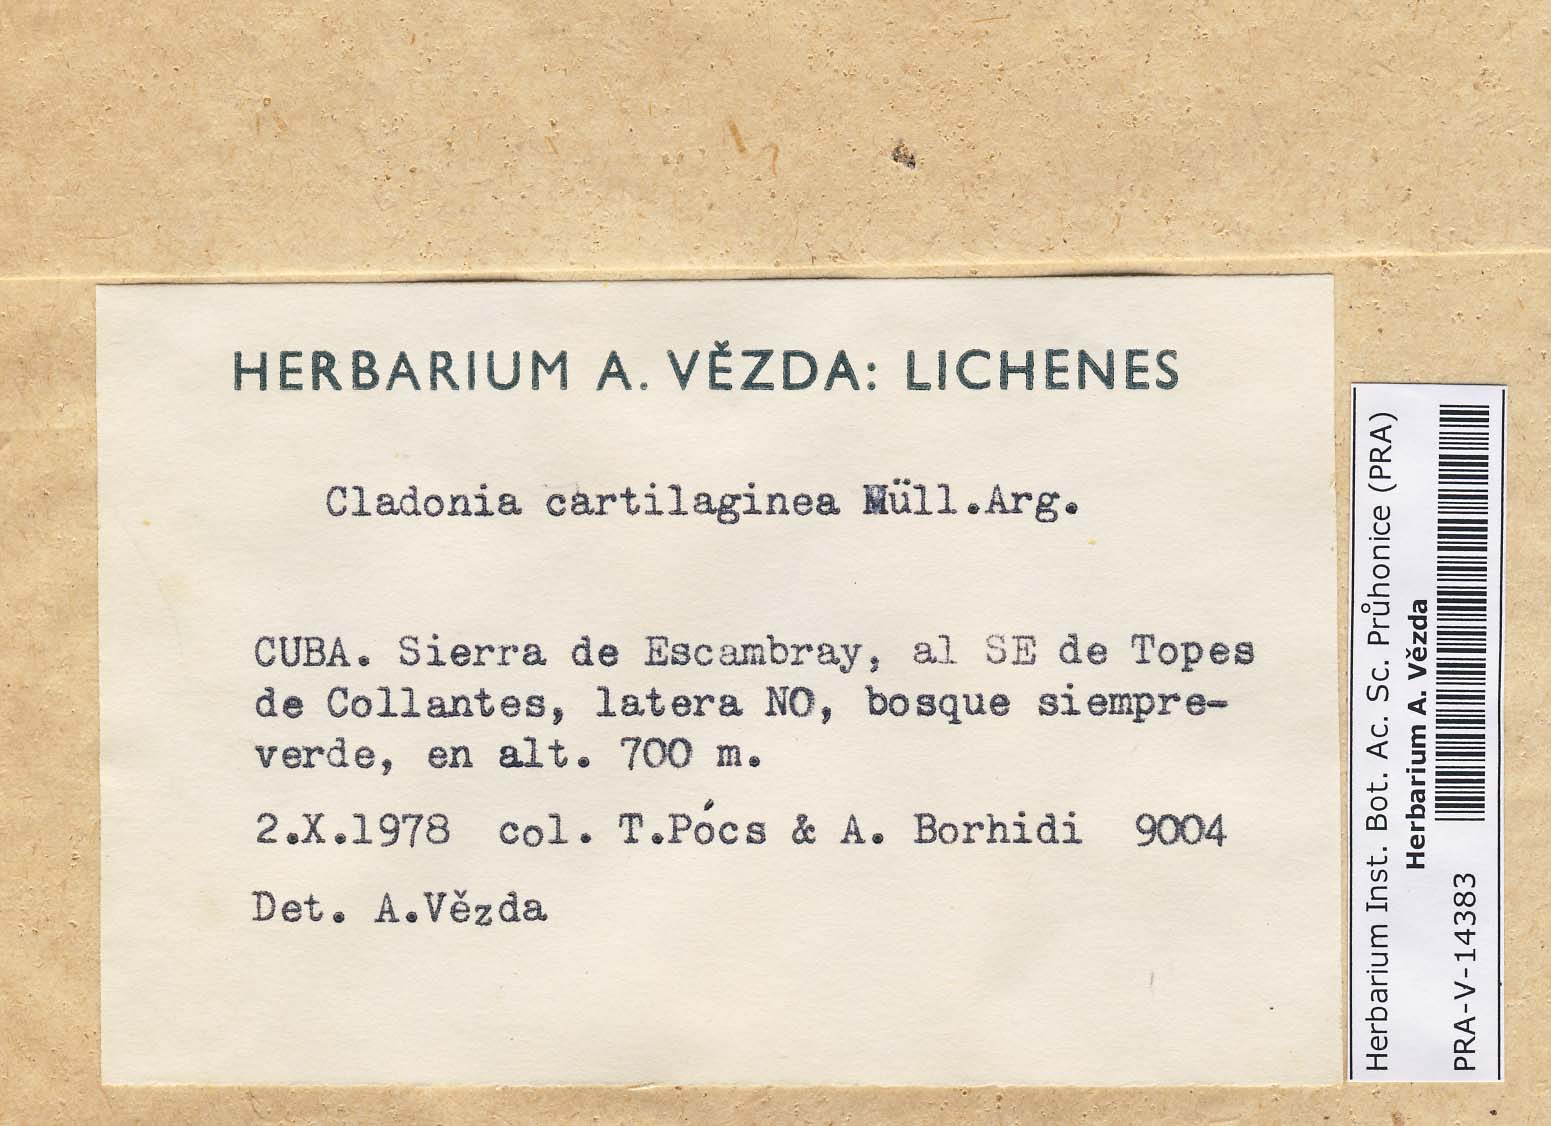 HERBARIUM A. VĚZDA: LICHENES
Cladonia cartilaginea Müll.Arg.
CUBA. Sierra de Escambray, al SE de Topes
de Collantes, latera NO, bosque siempre-
verde, en alt. 700 m.
2.X.1978 col. T.Pócs & A. Borhidi 9004
Det. A.Vězda
Herbarium Inst. Bot. Ac. Sc. Průhonice (PRA)
Herbarium A. Vězda
PRA-V-14383